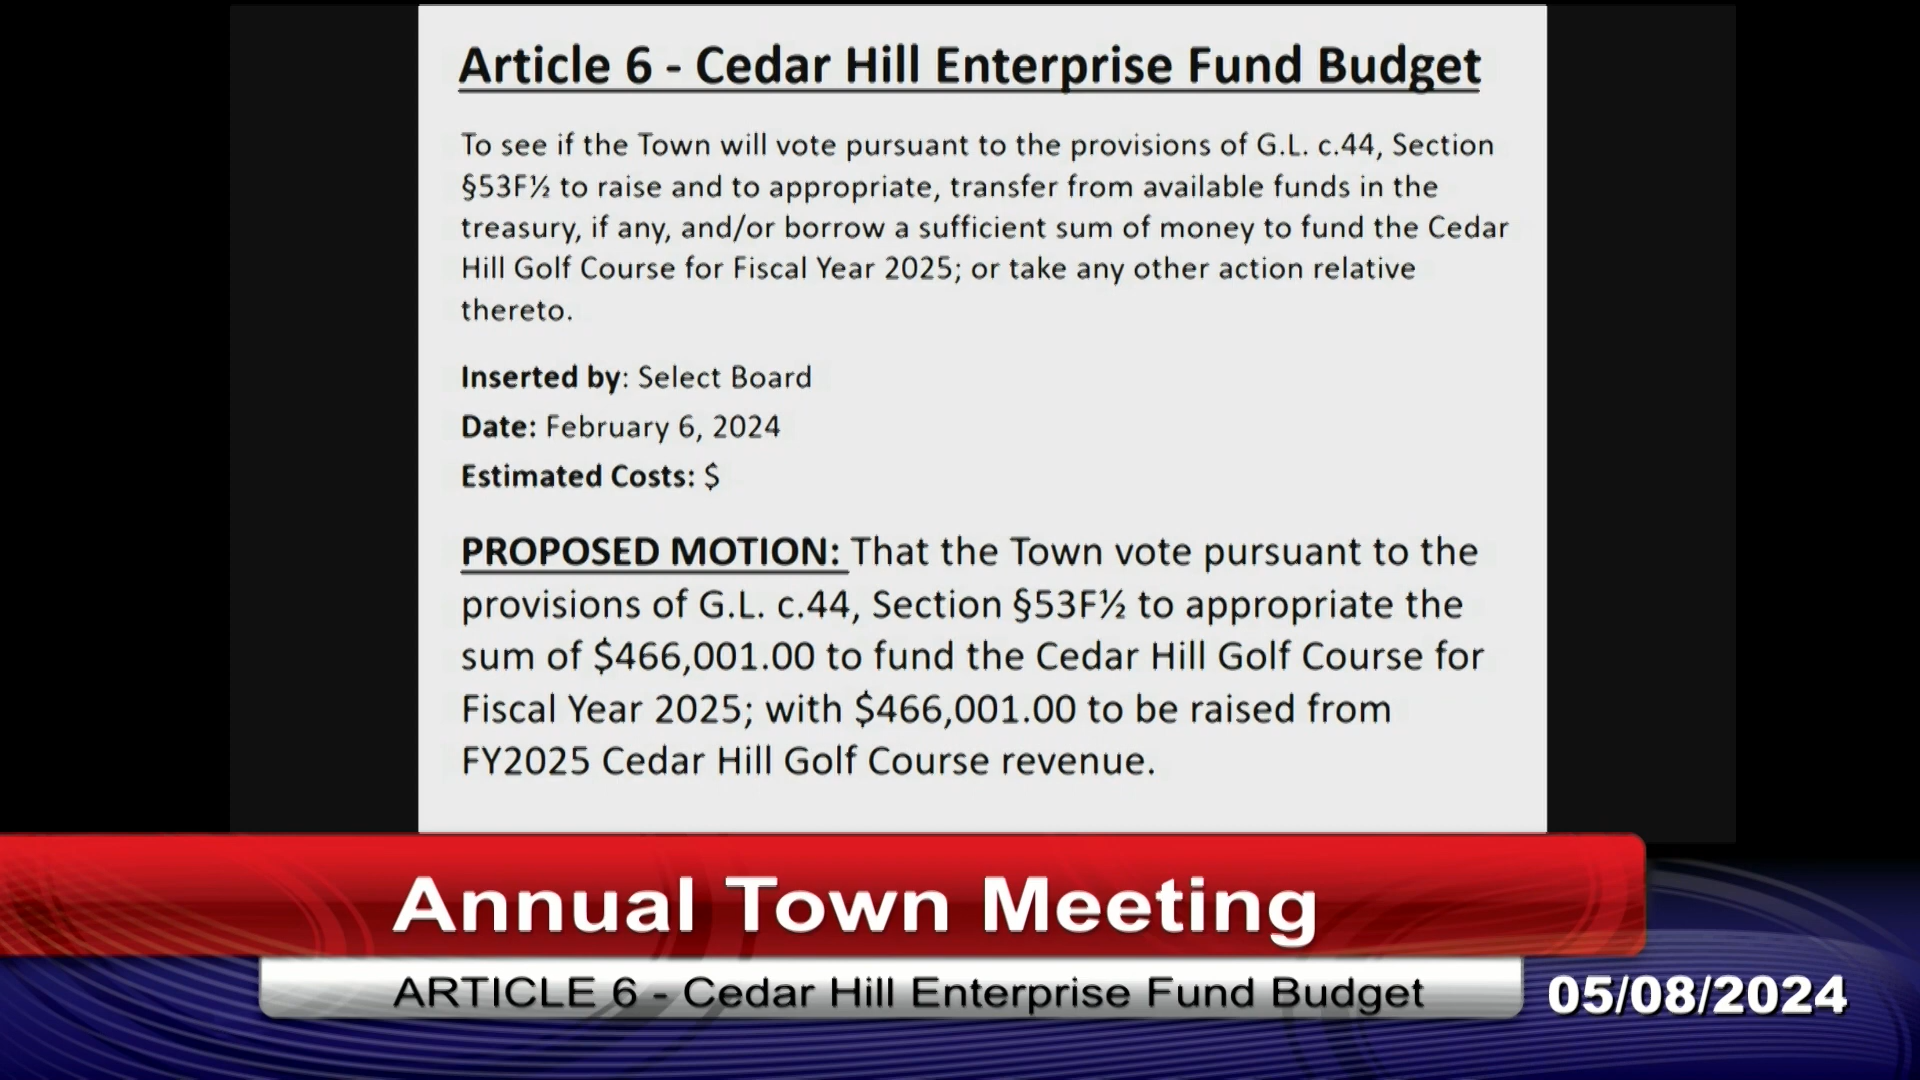 Article 6 - Cedar Hill Enterprise Fund Budget
To see if the Town will vote pursuant to the provisions of G.L. c.44, Section
§53F½ to raise and to appropriate, transfer from available funds in the
treasury, if any, and/or borrow a sufficient sum of money to fund the Cedar
Hill Golf Course for Fiscal Year 2025; or take any other action relative
thereto.
Inserted by: Select Board
Date: February 6, 2024
Estimated Costs: $
PROPOSED MOTION: That the Town vote pursuant to the
provisions of G.L. c.44, Section §53F½ to appropriate the
sum of $466,001.00 to fund the Cedar Hill Golf Course for
Fiscal Year 2025; with $466,001.00 to be raised from
FY2025 Cedar Hill Golf Course revenue.
Annual Town Meeting
ARTICLE 6 - Cedar Hill Enterprise Fund Budget
05/08/2024